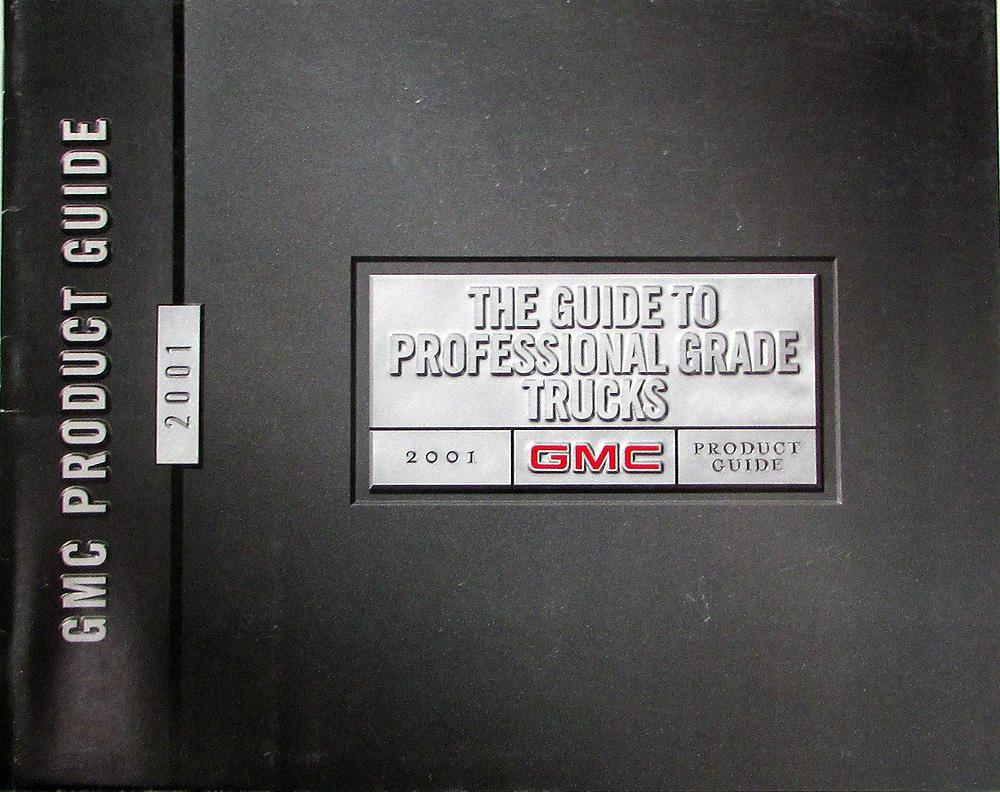 GMC PRODUCT GUIDE
2001
THE GUIDE TO
PROFESSIONAL GRADE
TRUCKS
2001
GMC
PRODUCT
GUIDE